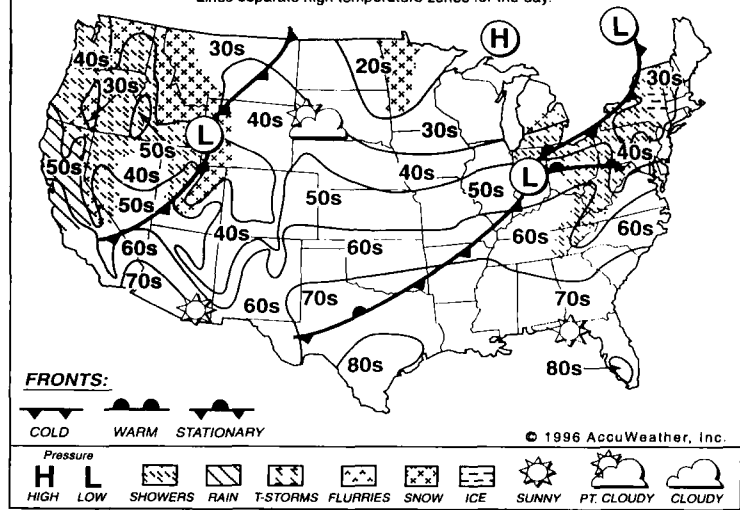 Lines separate high temperature zones for the day.
H
L
40s
30s
30s
20s
30s
L
50s
40s
40s
30s
40s
50s
40s
L
50s
50s
50s
40s
60s
60s
60s
60s
70s
60s
70s
70s
80s
80s
FRONTS:
COLD WARM STATIONARY
© 1996 AccuWeather, Inc.
Pressure
H L
HIGH LOW SHOWERS RAIN T-STORMS FLURRIES SNOW ICE SUNNY PT. CLOUDY CLOUDY